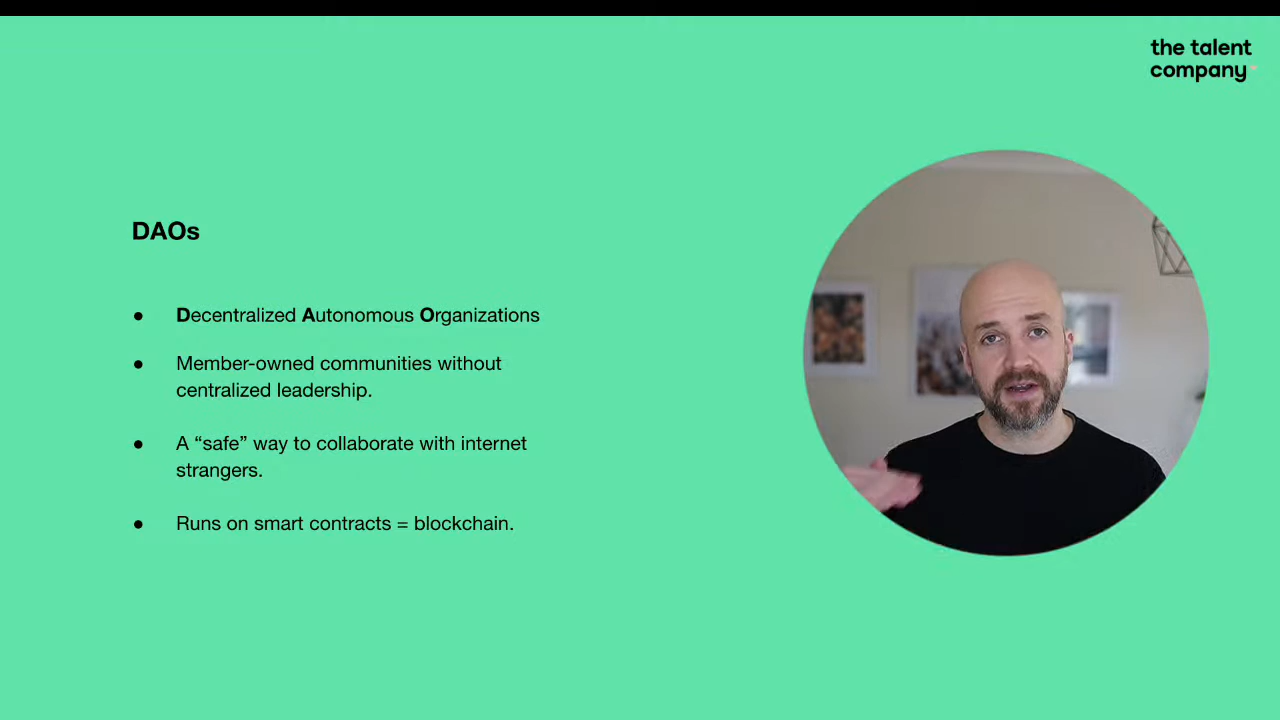 the talent
company
DAOs
● Decentralized Autonomous Organizations
● Member-owned communities without
centralized leadership.
● A “safe” way to collaborate with internet
strangers.
● Runs on smart contracts = blockchain.